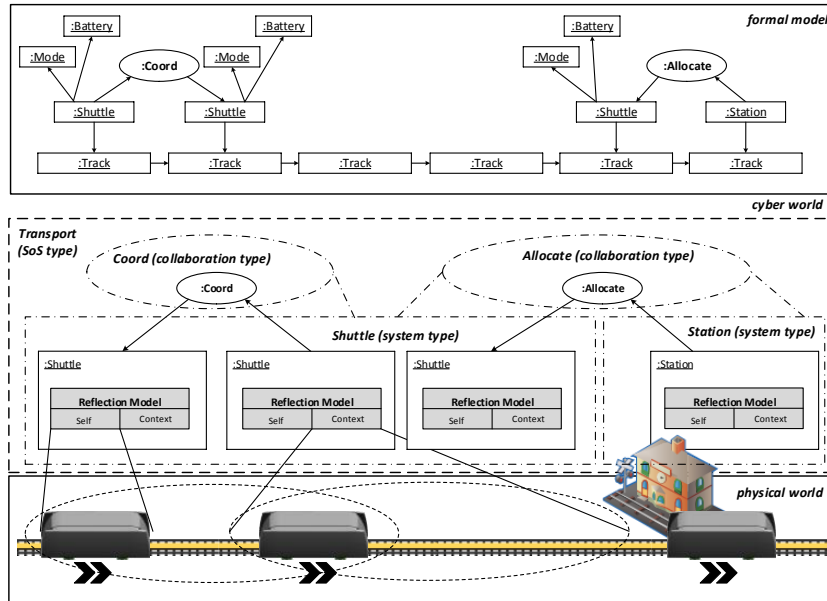 formal model
:Battery
:Battery
:Battery
:Mode
:Mode
:Mode
:Coord
:Allocate
:Shuttle
:Shuttle
:Shuttle
:Station
:Track
:Track
:Track
:Track
:Track
:Track
cyber world
Transport
(SoS type)
Coord (collaboration type)
Allocate (collaboration type)
:Coord
:Allocate
Shuttle (system type)
Station (system type)
:Shuttle
:Shuttle
:Shuttle
:Station
Reflection Model
Reflection Model
Reflection Model
Reflection Model
Self
Context
Self
Context
Self
Context
Self
Context
physical world